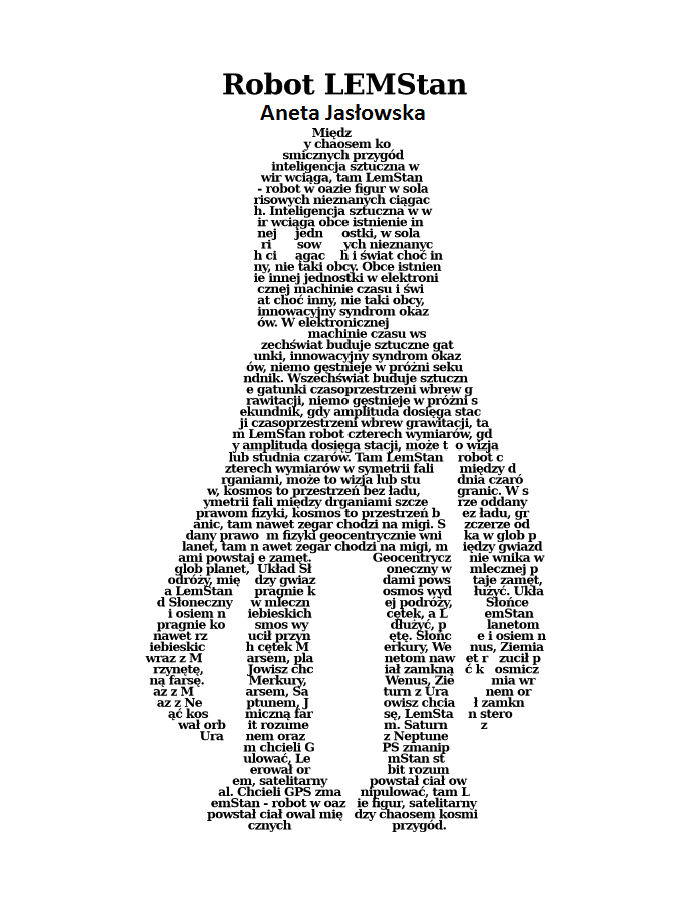 Robot LEMStan
Aneta Jasłowska
Międz
y chaosem ko
smicznych przygód
inteligencja sztuczna w
wir wciąga, tam LemStan
- robot w oazie figur w sola
risowych nieznanych ciągac
h. Inteligencja sztuczna w w
ir wciąga obce istnienie in
nej jedn ostki, w sola
ri sow ych nieznanyc
h ci ągac h i świat choć in
ny, nie taki obcy. Obce istnien
ie innej jednostki w elektroni
cznej machinie czasu i świ
at choć inny, nie taki obcy,
innowacyjny syndrom okaz
ów. W elektronicznej
machinie czasu ws
zechświat buduje sztuczne gat
unki, innowacyjny syndrom okaz
ów, niemo gęstnieje w próżni seku
ndnik. Wszechświat buduje sztuczn
e gatunki czasoprzestrzeni wbrew g
rawitacji, niemo gęstnieje w próżni s
ekundnik, gdy amplituda dosięga stac
ji czasoprzestrzeni wbrew grawitacji, ta
m LemStan robot czterech wymiarów, gd
y amplituda dosięga stacji, może t o wizja
lub studnia czarów. Tam LemStan robot c
zterech wymiarów w symetrii fali między d
rganiami, może to wizja lub stu dnia czaró
w, kosmos to przestrzeń bez ładu, granic. W s
ymetrii fali między drganiami szcze rze oddany
prawom fizyki, kosmos to przestrzeń b ez ładu, gr
anic, tam nawet zegar chodzi na migi. S zczerze od
dany prawo m fizyki geocentrycznie wni ka w glob p
lanet, tam n awet zegar chodzi na migi, m iędzy gwiazd
ami powstaj e zamęt. Geocentrycz nie wnika w
glob planet, Układ Sł oneczny w mlecznej p
odróży, mię dzy gwiaz dami pows taje zamęt,
a LemStan pragnie k osmos wyd łużyć. Ukła
d Słoneczny w mleczn ej podróży, Słońce
i osiem n iebieskich cętek, a L emStan
pragnie ko smos wy dłużyć, p lanetom
nawet rz ucił przyn ętę. Słońc e i osiem n
iebieskic h cętek M erkury, We nus, Ziemia
wraz z M arsem, pla netom naw et r zucił p
rzynętę, Jowisz chc iał zamkną ć k osmicz
ną farsę. Merkury, Wenus, Zie mia wr
az z M arsem, Sa turn z Ura nem or
az z Ne ptunem, J owisz chcia ł zamkn
ąć kos miczną far sę, LemSta n stero
wał orb it rozume m. Saturn z
Ura nem oraz z Neptune
m chcieli G PS zmanip
ulować, Le mStan st
erował or bit rozum
em, satelitarny powstał ciał ow
al. Chcieli GPS zma nipulować, tam L
emStan - robot w oaz ie figur, satelitarny
powstał ciał owal mię dzy chaosem kosmi
cznych przygód.